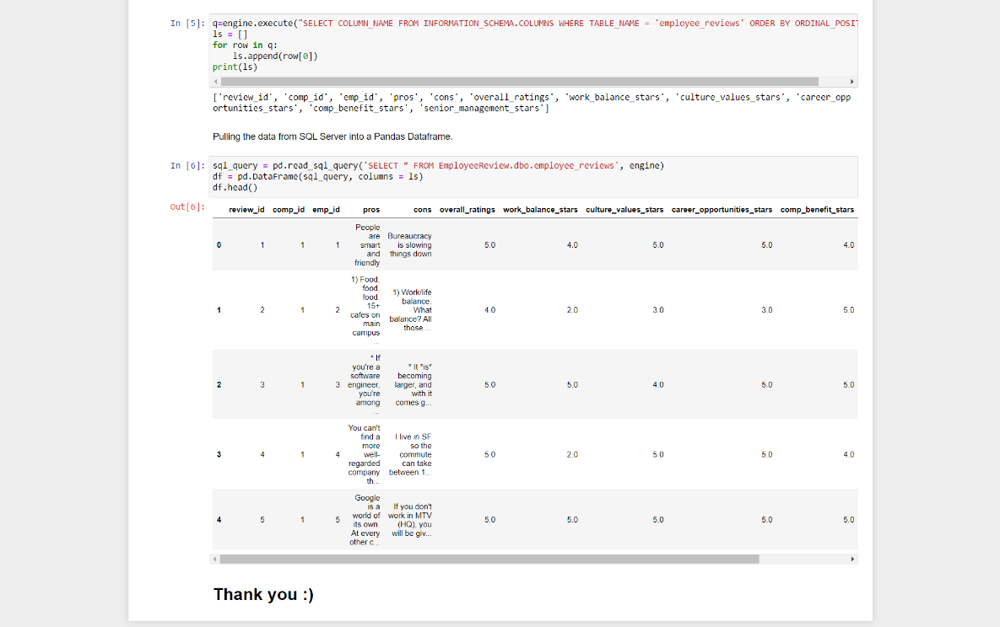 In [5]: q=engine.execute("SELECT COLUMN_NAME FROM INFORMATION_SCHEMA.COLUMNS WHERE TABLE_NAME = 'employee_reviews' ORDER BY ORDINAL_POSIT
ls = []
for row in q:
    ls.append(row[0])
print(ls)
['review_id', 'comp_id', 'emp_id', 'pros', 'cons', 'overall_ratings', 'work_balance_stars', 'culture_values_stars', 'career_opp
ortunities_stars', 'comp_benefit_stars', 'senior_management_stars']
Pulling the data from SQL Server into a Pandas Dataframe.
In [6]: sql_query = pd.read_sql_query('SELECT * FROM EmployeeReview.dbo.employee_reviews', engine)
df = pd.DataFrame(sql_query, columns = ls)
df.head()
Out[6]:
review_id comp_id emp_id pros cons overall_ratings work_balance_stars culture_values_stars career_opportunities_stars comp_benefit_stars
0 1 1 1
People
are
smart
and
friendly
Bureaucracy
is slowing
things down
5.0 4.0 5.0 5.0 4.0
1 2 1 2
1) Food,
food,
food.
15+
cafes on
main
campus
...
1) Work/life
balance.
What
balance? All
those ...
4.0 2.0 3.0 3.0 5.0
2 3 1 3
* If
you're a
software
engineer,
you're
among
...
* It *is*
becoming
larger, and
with it
comes g...
5.0 5.0 4.0 5.0 5.0
3 4 1 4
You can't
find a
more
well-
regarded
company
th...
I live in SF
so the
commute
can take
between 1...
5.0 2.0 5.0 5.0 4.0
4 5 1 5
Google
is a
world of
its own.
At every
other c...
If you don't
work in MTV
(HQ), you
will be giv...
5.0 5.0 5.0 5.0 5.0
Thank you :)